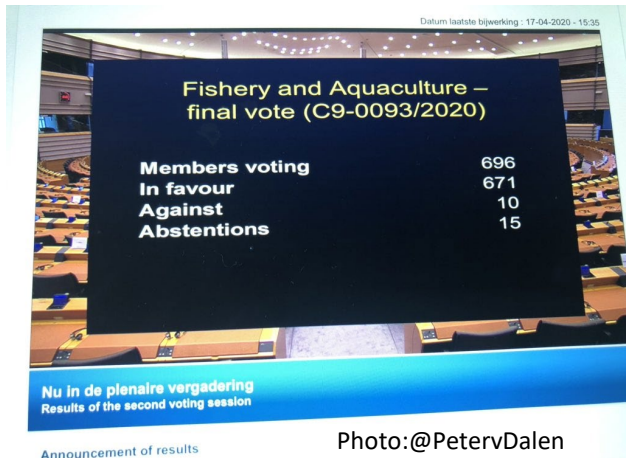 Datum laatste bijwerking : 17-04-2020 - 15:35
Fishery and Aquaculture –
final vote (C9-0093/2020)
Members voting 696
In favour 671
Against 10
Abstentions 15
Nu in de plenaire vergadering
Results of the second voting session
Announcement of results
Photo:@PetervDalen